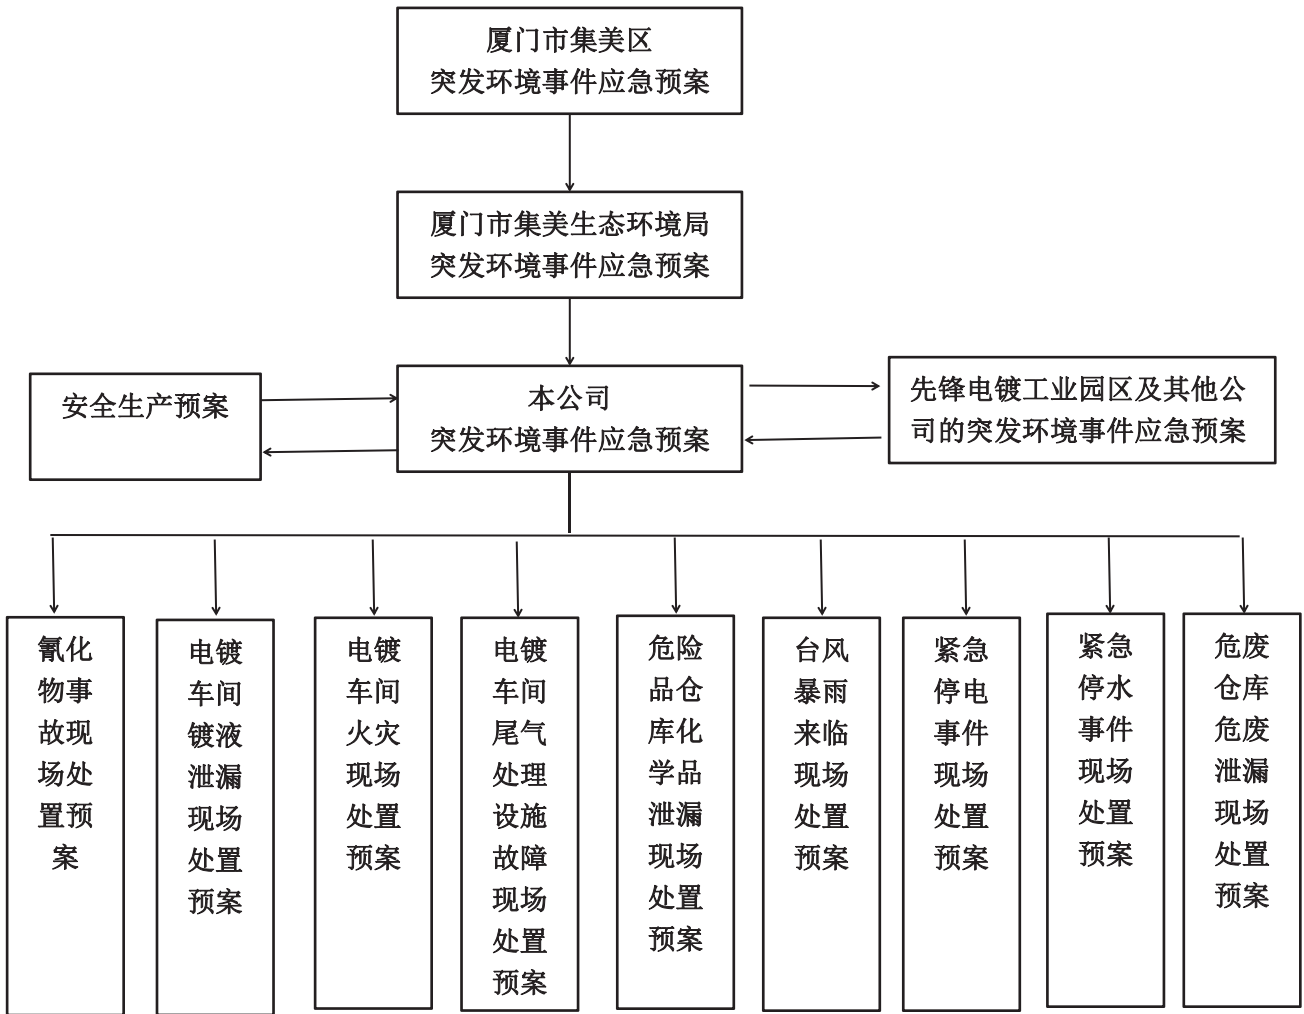 厦门市集美区
突发环境事件应急预案
厦门市集美生态环境局
突发环境事件应急预案
安全生产预案
本公司
突发环境事件应急预案
先锋电镀工业园区及其他公
司的突发环境事件应急预案
氰化
物事
故现
场处
置预
案
电镀
车间
镀液
泄漏
现场
处置
预案
电镀
车间
火灾
现场
处置
预案
电镀
车间
尾气
处理
设施
故障
现场
处置
预案
危险
品仓
库化
学品
泄漏
现场
处置
预案
台风
暴雨
来临
现场
处置
预案
紧急
停电
事件
现场
处置
预案
紧急
停水
事件
现场
处置
预案
危废
仓库
危废
泄漏
现场
处置
预案